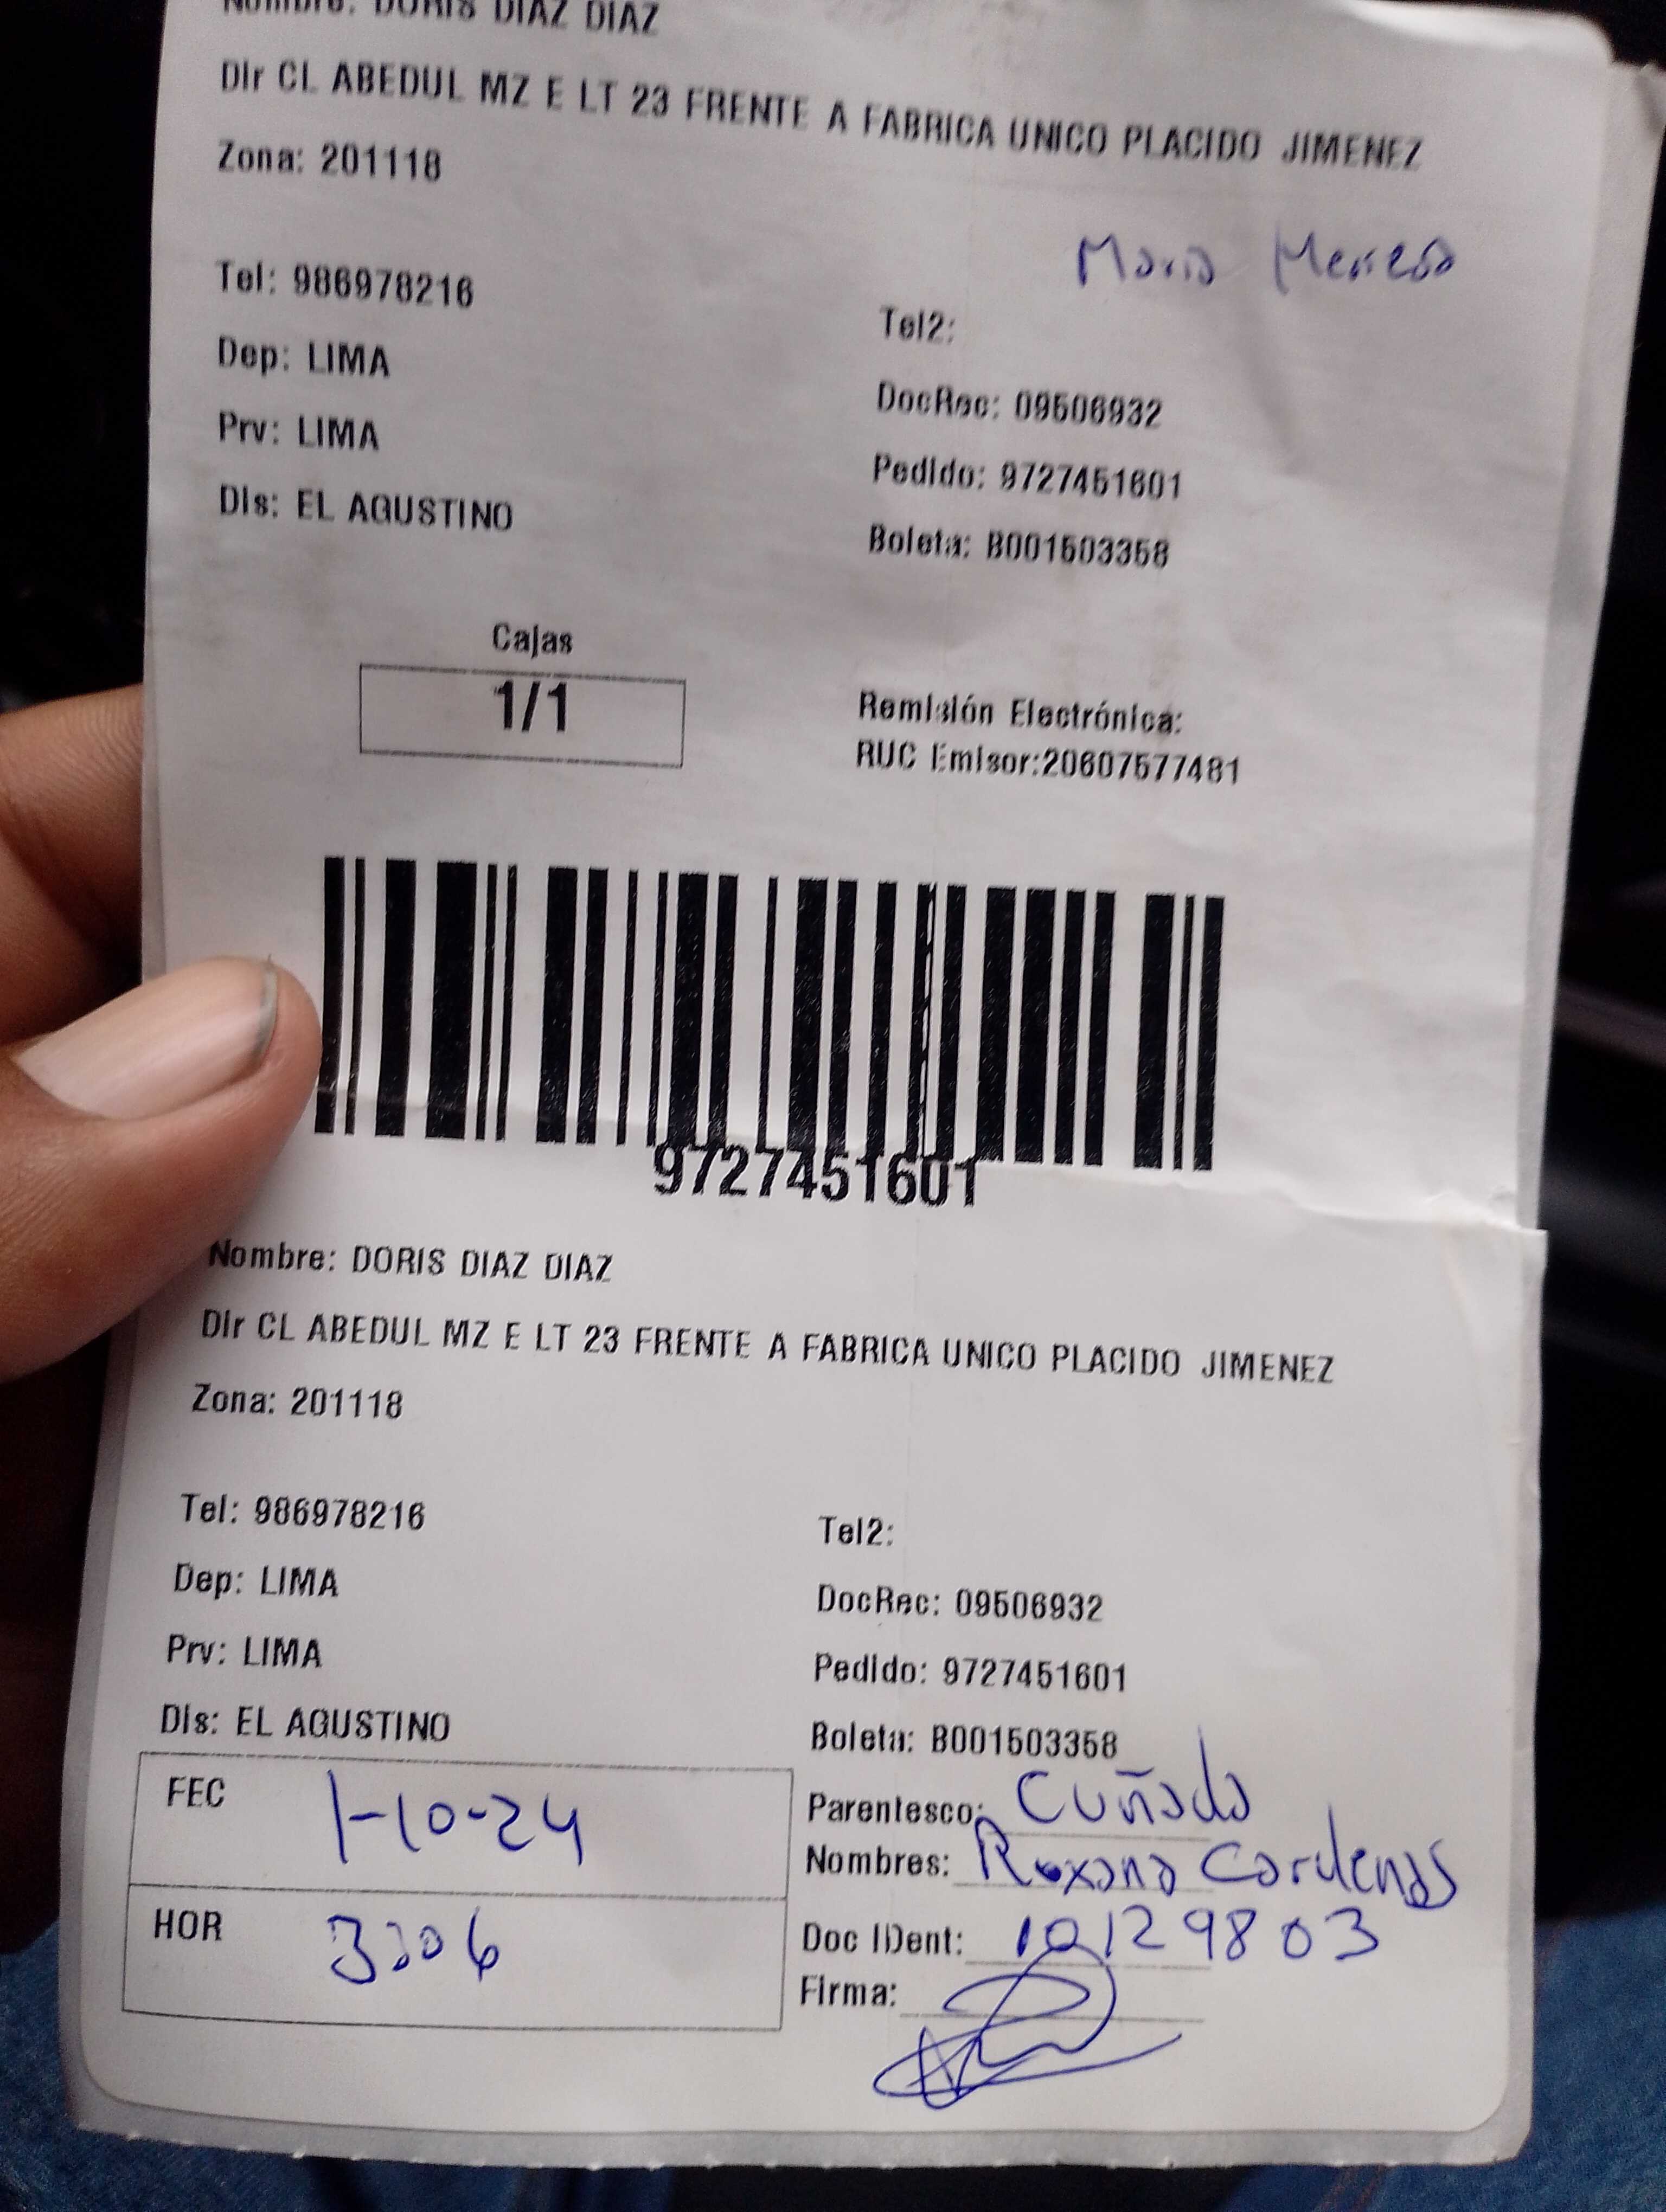 Nombre: DORIS DIAZ DIAZ
Dir CL ABEDUL MZ E LT 23 FRENTE A FABRICA UNICO PLACIDO JIMENEZ
Zona: 201118
Maria
Tel: 986978216
Tel2:
Dep: LIMA
DocRec: 09506932
Prv: LIMA
Pedido: 9727451601
Dis: EL AGUSTINO
Boleta: B001503358
Cajas
1/1
Remisión Electrónica:
RUC Emisor:20607577481
9727451601
Nombre: DORIS DIAZ DIAZ
Dir CL ABEDUL MZ E LT 23 FRENTE A FABRICA UNICO PLACIDO JIMENEZ
Zona: 201118
Tel: 986978216
Tel2:
Dep: LIMA
DocRec: 09506932
Prv: LIMA
Pedido: 9727451601
Dis: EL AGUSTINO
Boleta: B001503358
FEC 1-10-24
Parentesco: Cuñada
Nombres: Roxana Cardenas
HOR 3:06
Doc IDent: 10129803
Firma: